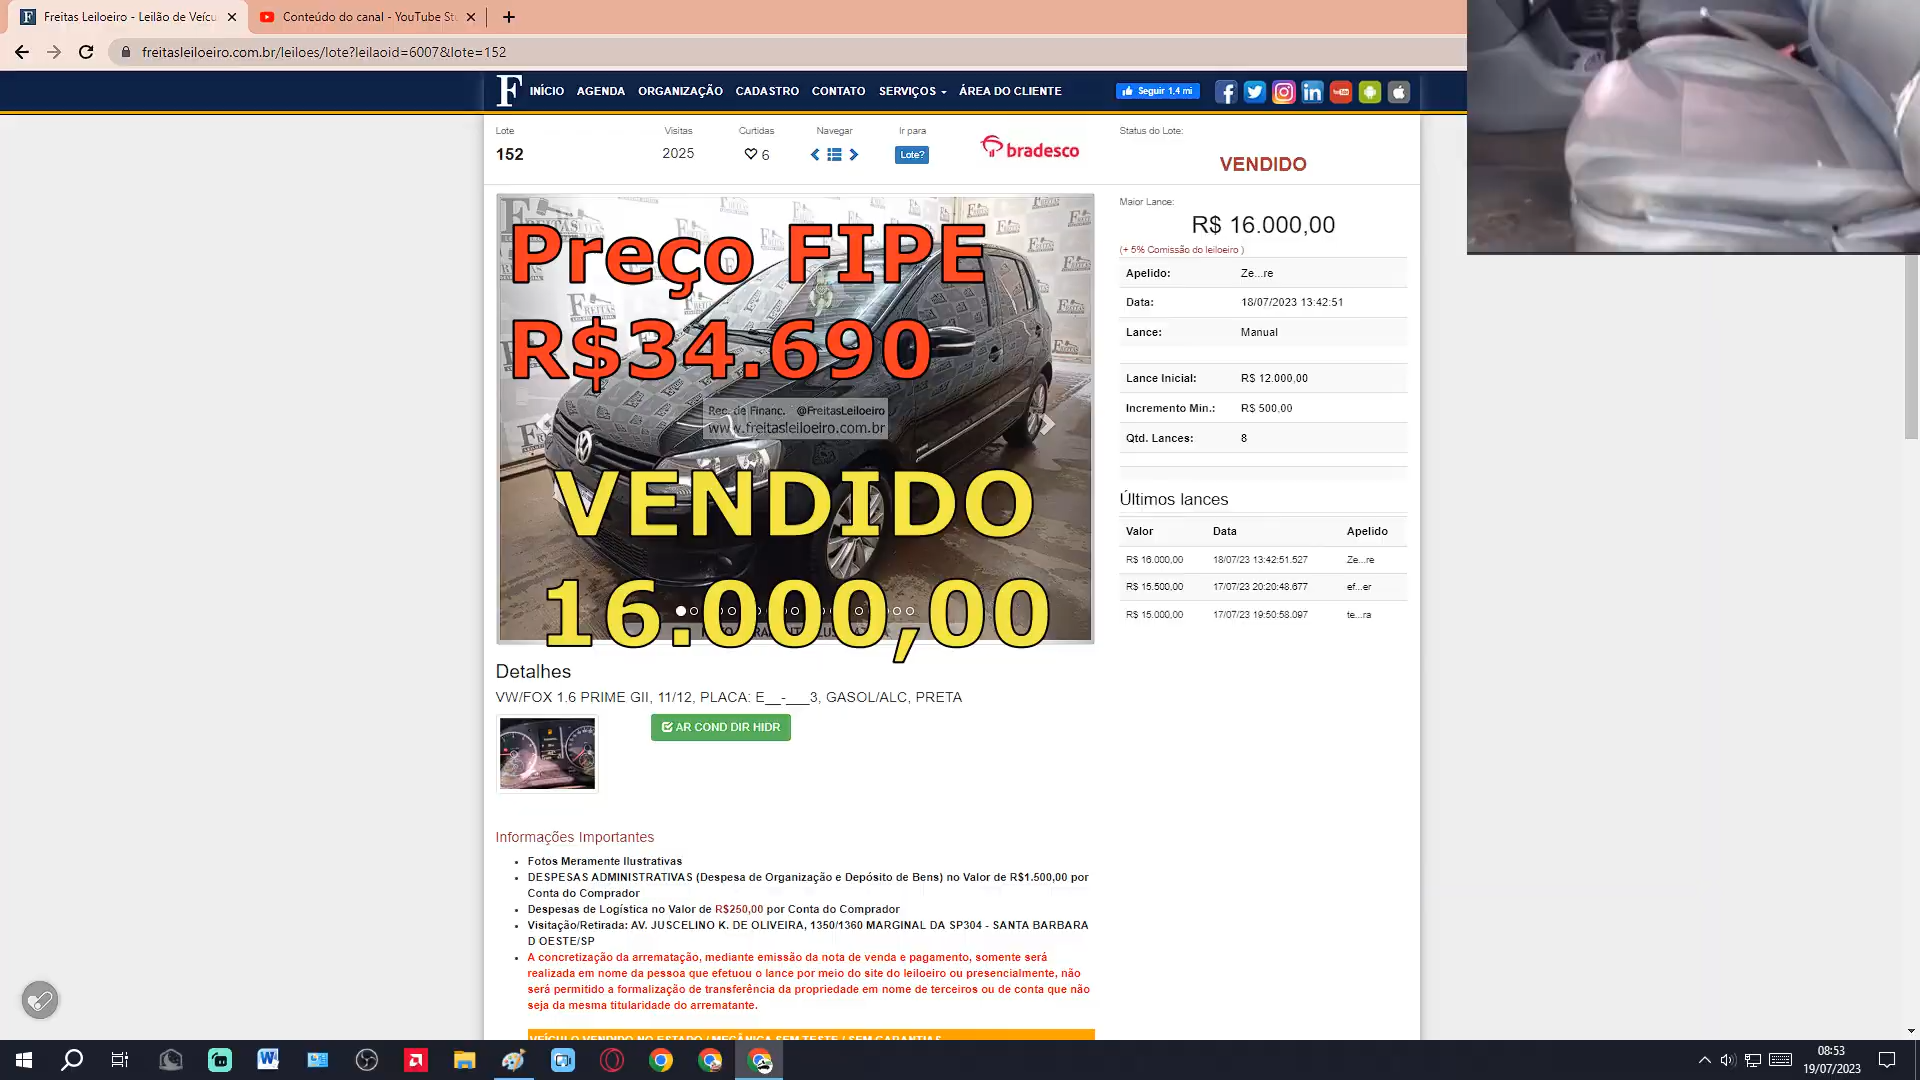 Freitas Leiloeiro - Leilão de Veícu
Conteúdo do canal - YouTube Stu
freitasleiloeiro.com.br/leiloes/lote?leilaoid=6007&lote=152
INÍCIO AGENDA ORGANIZAÇÃO CADASTRO CONTATO SERVIÇOS ÁREA DO CLIENTE
Seguir 1,4 mi
Lote
152
Visitas
2025
Curtidas
6
Navegar
Ir para
Lote?
bradesco
Status do Lote:
VENDIDO
Preço FIPE
R$34.690
Rec. de Financ. @FreitasLeiloeiro
www.freitasleiloeiro.com.br
VENDIDO
16.000,00
Maior Lance:
R$ 16.000,00
(+ 5% Comissão do leiloeiro )
Apelido: Ze...re
Data: 18/07/2023 13:42:51
Lance: Manual
Lance Inicial: R$ 12.000,00
Incremento Min.: R$ 500,00
Qtd. Lances: 8
Últimos lances
Valor Data Apelido
R$ 16.000,00 18/07/23 13:42:51.527 Ze...re
R$ 15.500,00 17/07/23 20:20:48.677 ef...er
R$ 15.000,00 17/07/23 19:50:58.097 te...ra
Detalhes
VW/FOX 1.6 PRIME GII, 11/12, PLACA: E__-___3, GASOL/ALC, PRETA
AR COND DIR HIDR
Informações Importantes
Fotos Meramente Ilustrativas
DESPESAS ADMINISTRATIVAS (Despesa de Organização e Depósito de Bens) no Valor de R$1.500,00 por
Conta do Comprador
Despesas de Logística no Valor de R$250,00 por Conta do Comprador
Visitação/Retirada: AV. JUSCELINO K. DE OLIVEIRA, 1350/1360 MARGINAL DA SP304 - SANTA BARBARA
D OESTE/SP
A concretização da arrematação, mediante emissão da nota de venda e pagamento, somente será
realizada em nome da pessoa que efetuou o lance por meio do site do leiloeiro ou presencialmente, não
será permitido a formalização de transferência da propriedade em nome de terceiros ou de conta que não
seja da mesma titularidade do arrematante.
VEÍCULO VENDIDO NO ESTADO / MECÂNICA SEM TESTE / SEM GARANTIAS
08:53
19/07/2023